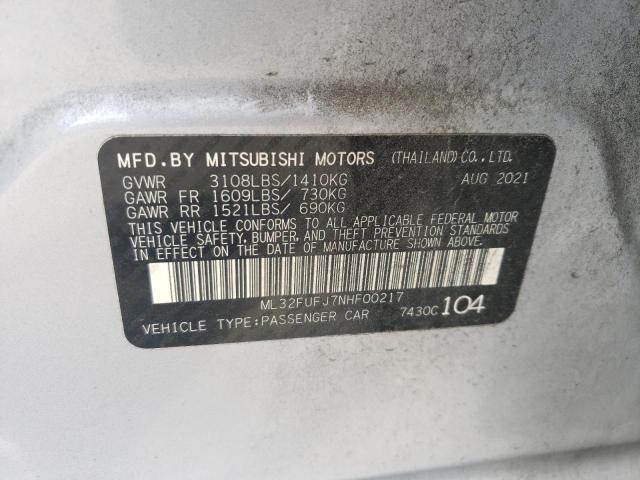 MFD.BY MITSUBISHI MOTORS (THAILAND)CO.,LTD.
GVWR 3108LBS/1410KG AUG 2021
GAWR FR 1609LBS/ 730KG
GAWR RR 1521LBS/ 690KG
THIS VEHICLE CONFORMS TO ALL APPLICABLE FEDERAL MOTOR
VEHICLE SAFETY, BUMPER, AND THEFT PREVENTION STANDARDS
IN EFFECT ON THE DATE OF MANUFACTURE SHOWN ABOVE.
ML32FUFJ7NHF00217
VEHICLE TYPE:PASSENGER CAR 7430C 104